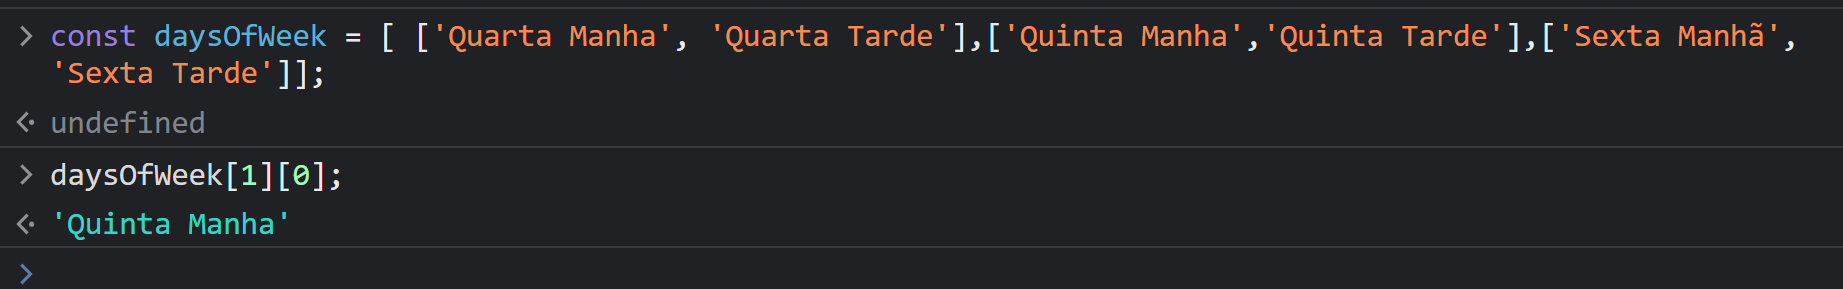 > const daysOfWeek = [ ['Quarta Manha', 'Quarta Tarde'],['Quinta Manha','Quinta Tarde'],['Sexta Manhã',
'Sexta Tarde']];
undefined
> daysOfWeek[1][0];
'Quinta Manha'
>